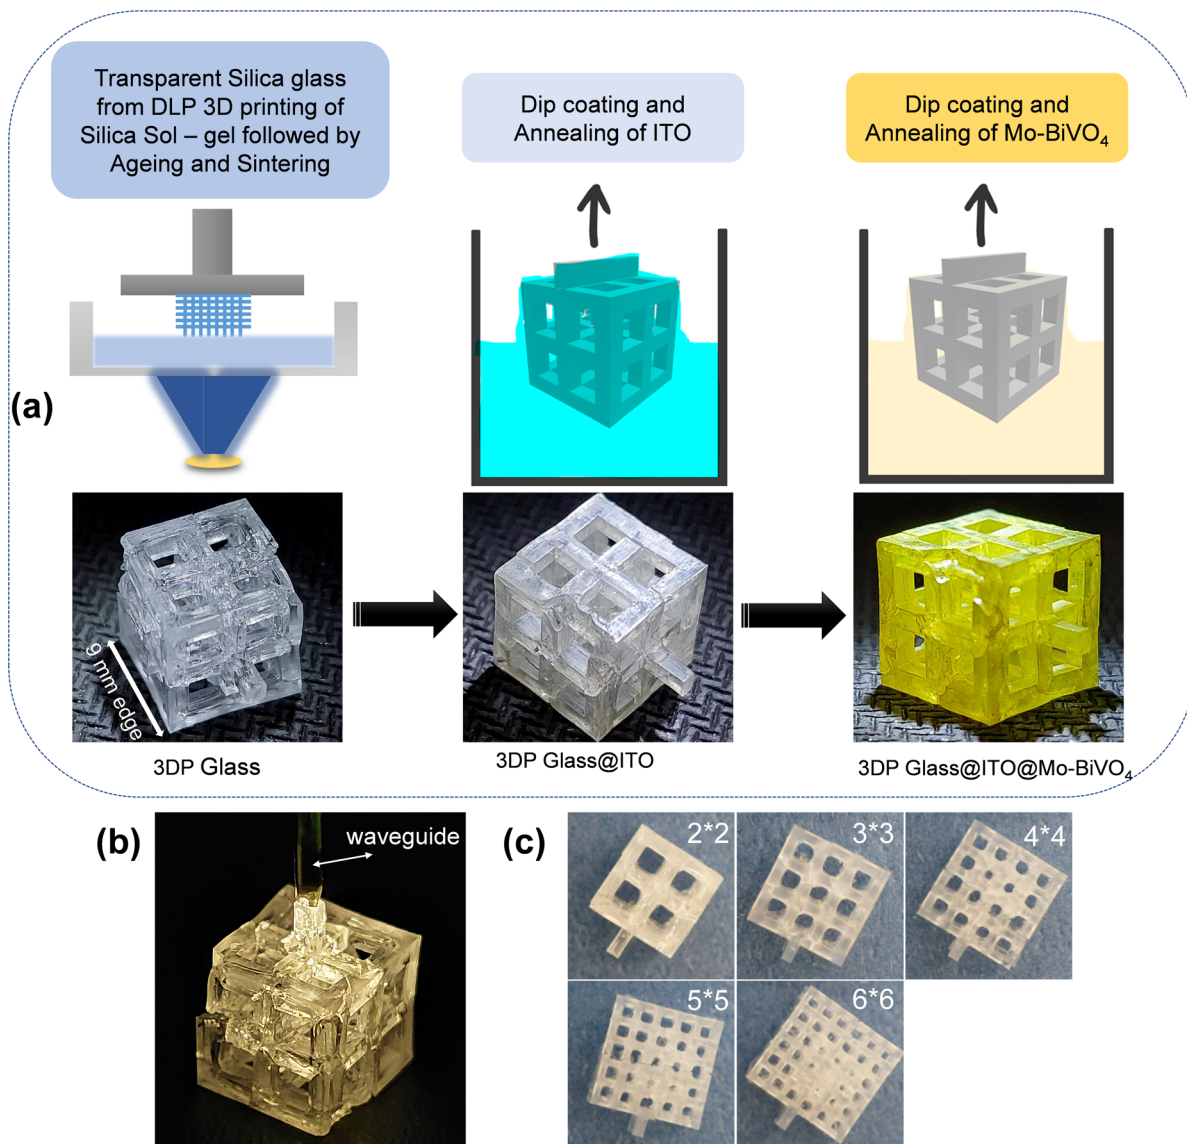 Transparent Silica glass
from DLP 3D printing of
Silica Sol – gel followed by
Ageing and Sintering
Dip coating and
Annealing of ITO
Dip coating and
Annealing of Mo-BiVO₄
(a)
9 mm edge
3DP Glass
3DP Glass@ITO
3DP Glass@ITO@Mo-BiVO₄
(b)
waveguide
(c)
2*2
3*3
4*4
5*5
6*6